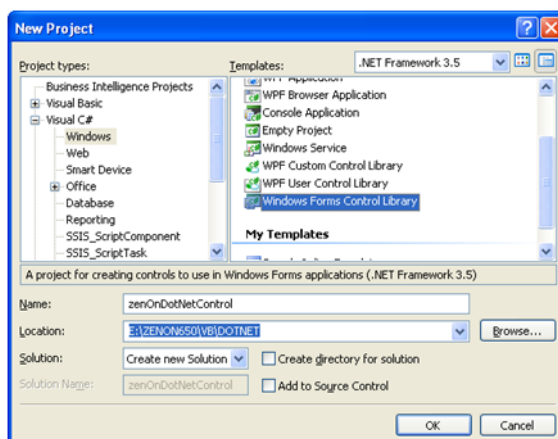 New Project
Project types:
Templates:
.NET Framework 3.5
Business Intelligence Projects
Visual Basic
Visual C#
Windows
Web
Smart Device
Office
Database
Reporting
SSIS_ScriptComponent
SSIS_ScriptTask
WPF Application
WPF Browser Application
Console Application
Empty Project
Windows Service
WPF Custom Control Library
WPF User Control Library
Windows Forms Control Library
My Templates
A project for creating controls to use in Windows Forms applications (.NET Framework 3.5)
Name:
zenOnDotNetControl
Location:
E:\ZENON650\VB\DOTNET
Browse...
Solution:
Create new Solution
Create directory for solution
Solution Name:
zenOnDotNetControl
Add to Source Control
OK
Cancel